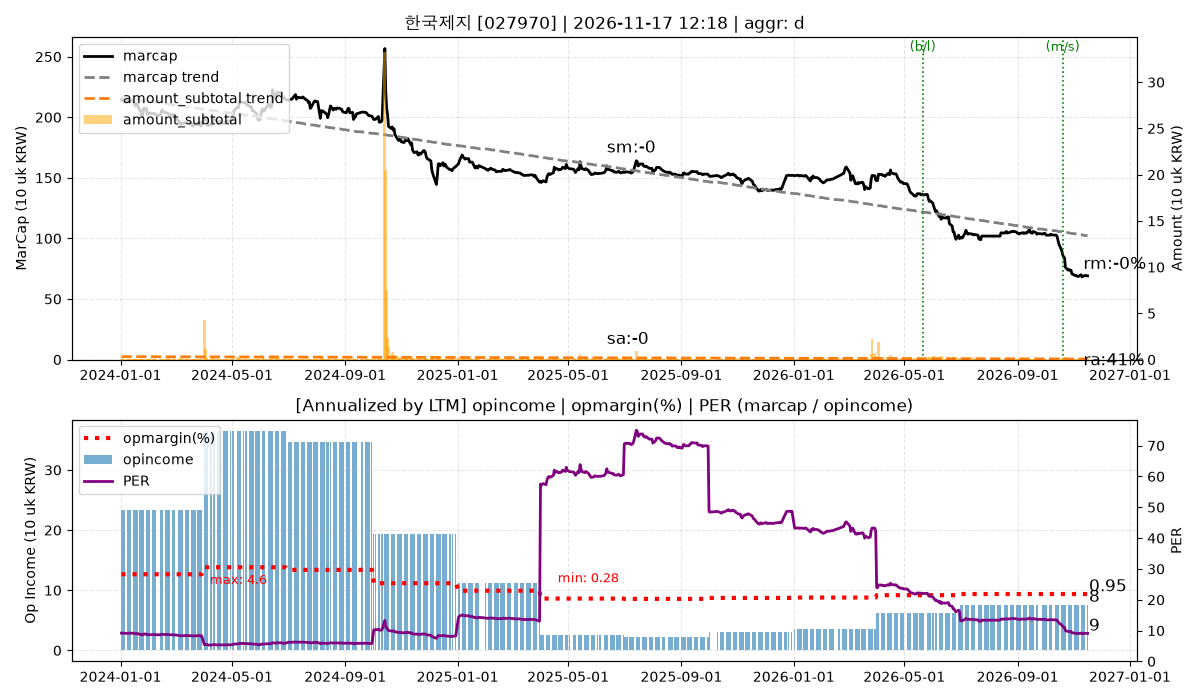 한국제지 [027970] | 2026-11-17 12:18 | aggr: d
MarCap (10 uk KRW)
Amount (10 uk KRW)
250
200
150
100
50
0
30
25
20
15
10
5
0
marcap
marcap trend
amount_subtotal trend
amount_subtotal
(b/l)
(m/s)
sm:-0
rm:-0%
sa:-0
ra:41%
2024-01-01
2024-05-01
2024-09-01
2025-01-01
2025-05-01
2025-09-01
2026-01-01
2026-05-01
2026-09-01
2027-01-01
[Annualized by LTM] opincome | opmargin(%) | PER (marcap / opincome)
Op Income (10 uk KRW)
PER
30
20
10
0
70
60
50
40
30
20
10
0
opmargin(%)
opincome
PER
max: 4.6
min: 0.28
0.95
8
9
2024-01-01
2024-05-01
2024-09-01
2025-01-01
2025-05-01
2025-09-01
2026-01-01
2026-05-01
2026-09-01
2027-01-01